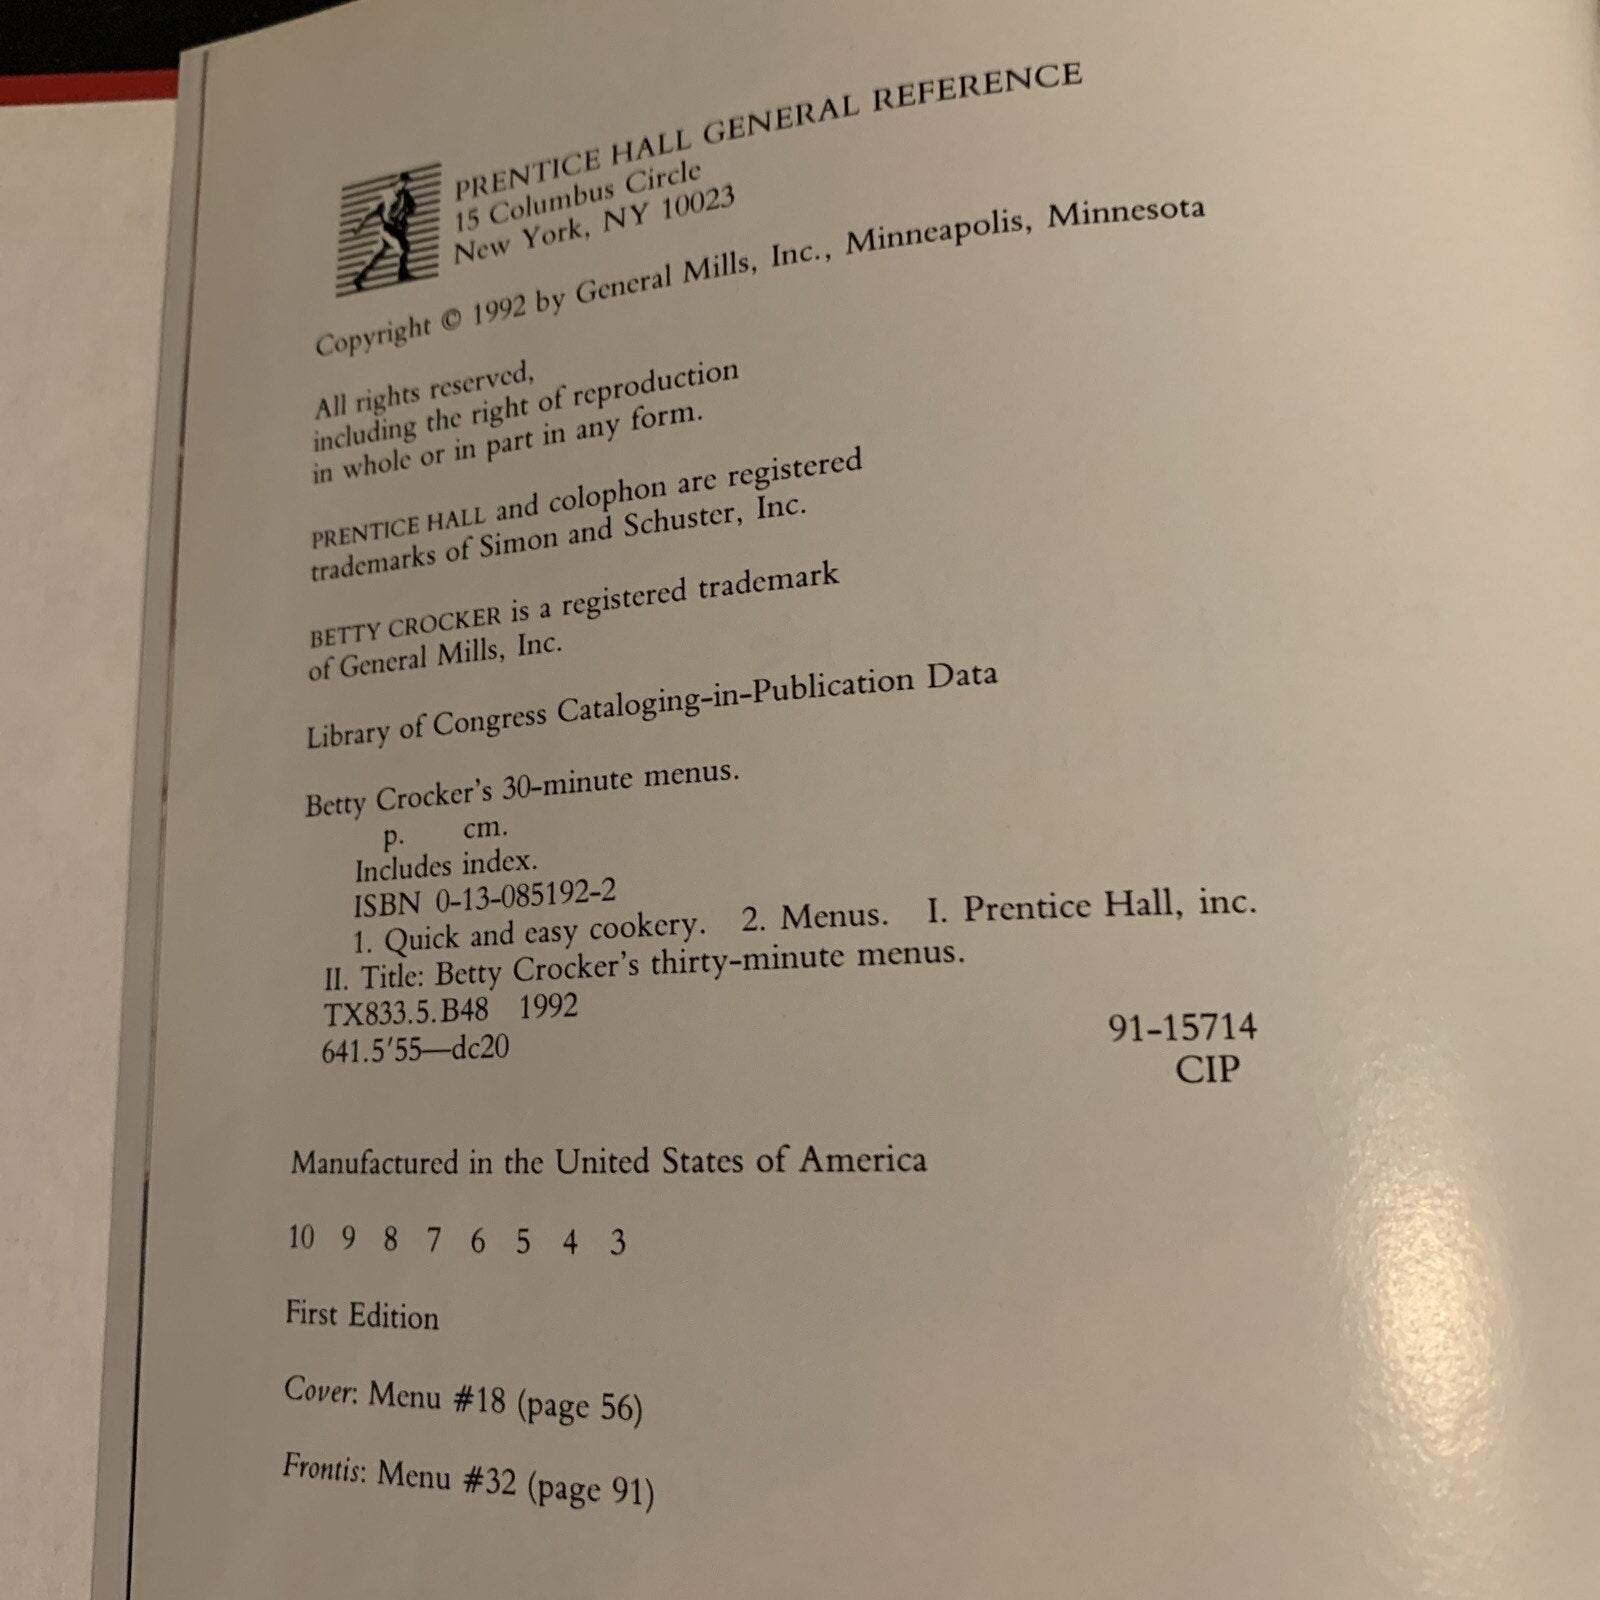 PRENTICE HALL GENERAL REFERENCE
15 Columbus Circle
New York, NY 10023
Copyright © 1992 by General Mills, Inc., Minneapolis, Minnesota
All rights reserved,
including the right of reproduction
in whole or in part in any form.
PRENTICE HALL and colophon are registered
trademarks of Simon and Schuster, Inc.
BETTY CROCKER is a registered trademark
of General Mills, Inc.
Library of Congress Cataloging-in-Publication Data
Betty Crocker's 30-minute menus.
p. cm.
Includes index.
ISBN 0-13-085192-2
1. Quick and easy cookery. 2. Menus. I. Prentice Hall, inc.
II. Title: Betty Crocker's thirty-minute menus.
TX833.5.B48 1992
641.5'55—dc20
91-15714
CIP
Manufactured in the United States of America
10 9 8 7 6 5 4 3
First Edition
Cover: Menu #18 (page 56)
Frontis: Menu #32 (page 91)